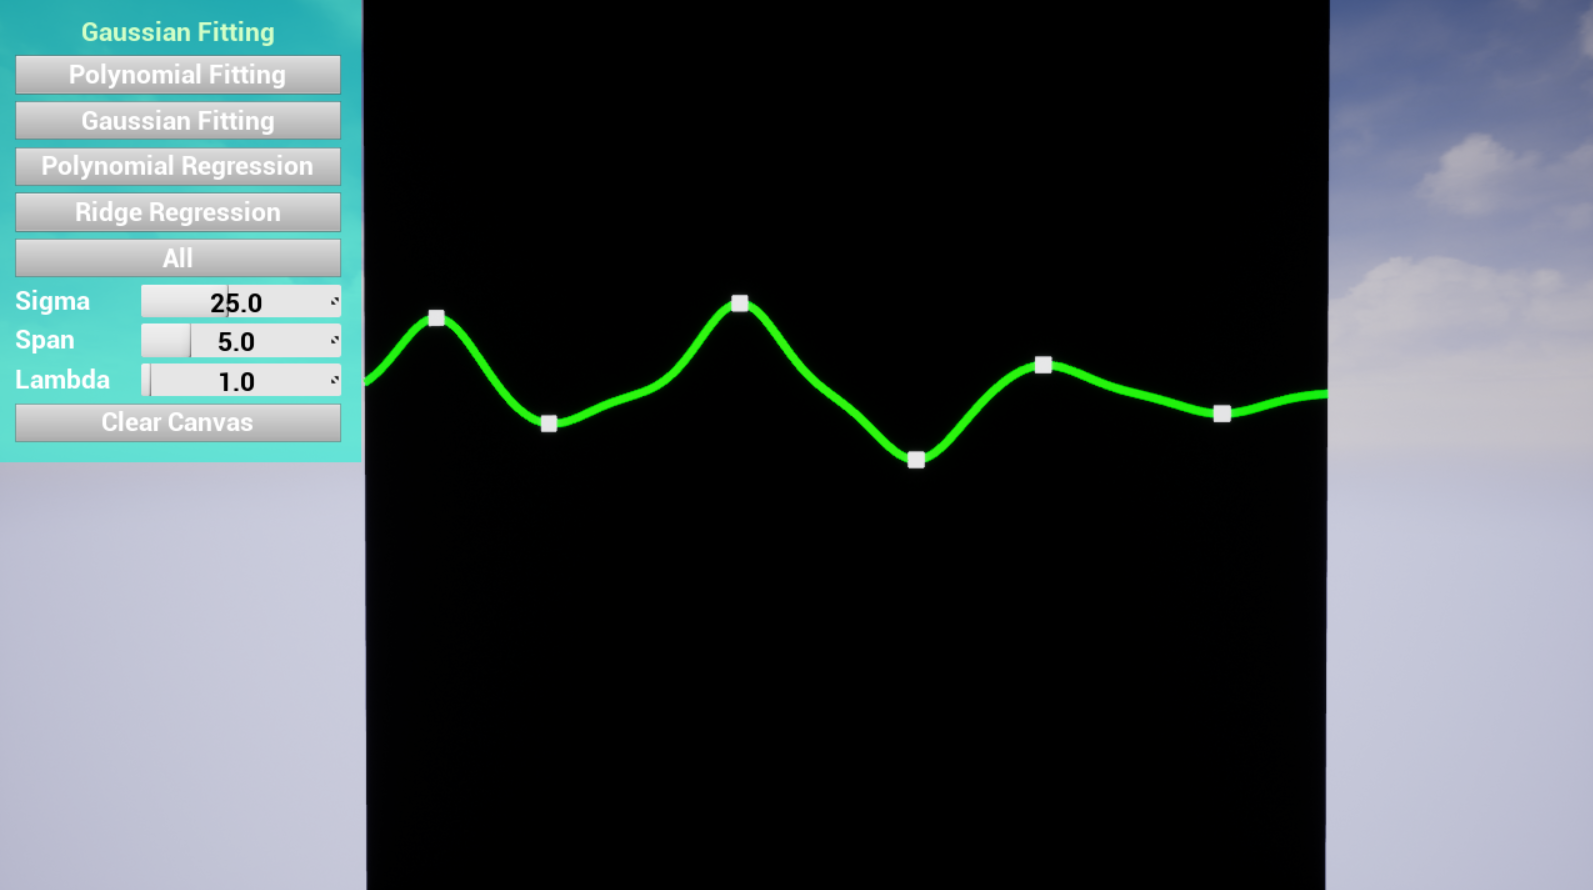 Gaussian Fitting
Polynomial Fitting
Gaussian Fitting
Polynomial Regression
Ridge Regression
All
Sigma 25.0
Span 5.0
Lambda 1.0
Clear Canvas